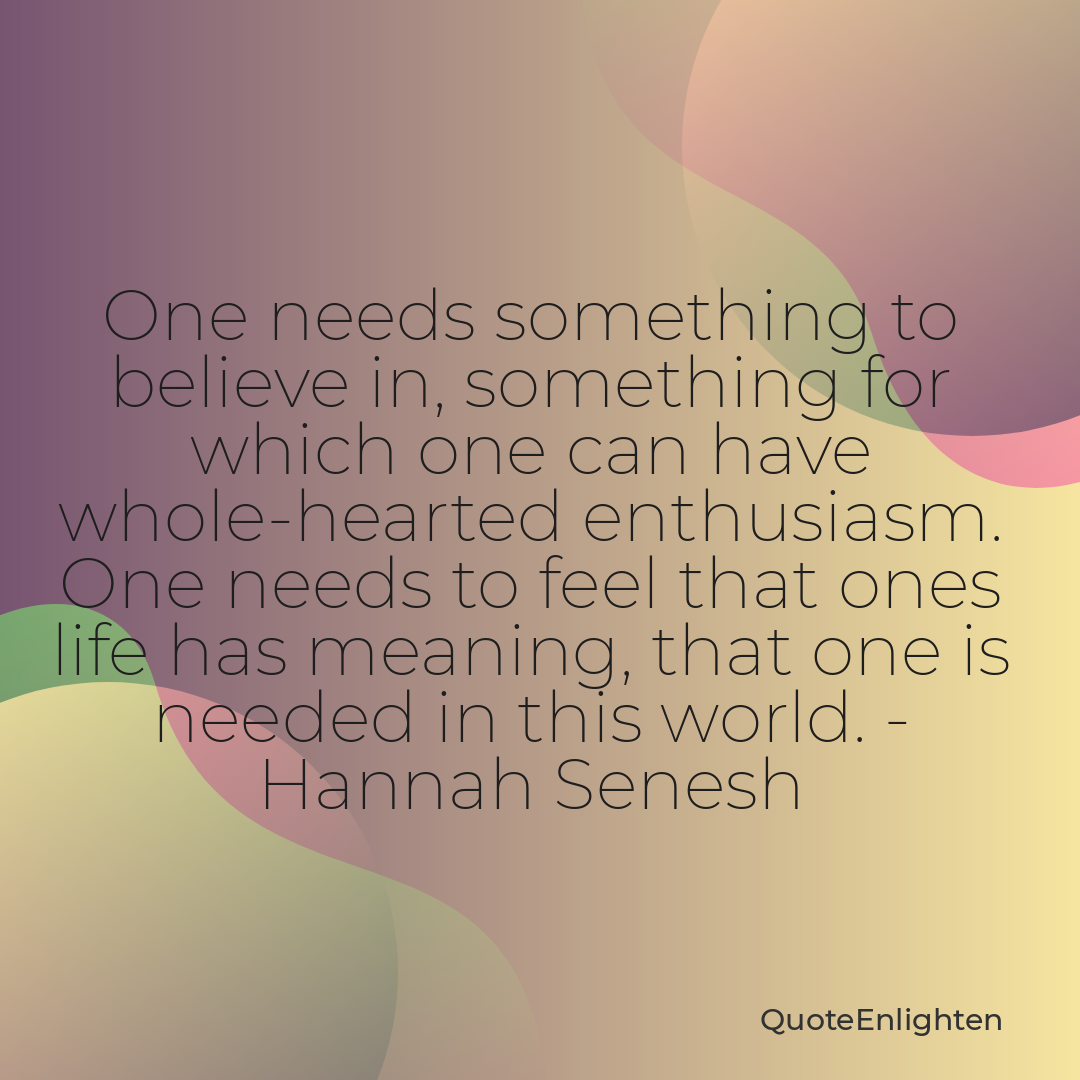 One needs something to
believe in, something for
which one can have
whole-hearted enthusiasm.
One needs to feel that ones
life has meaning, that one is
needed in this world. -
Hannah Senesh
QuoteEnlighten